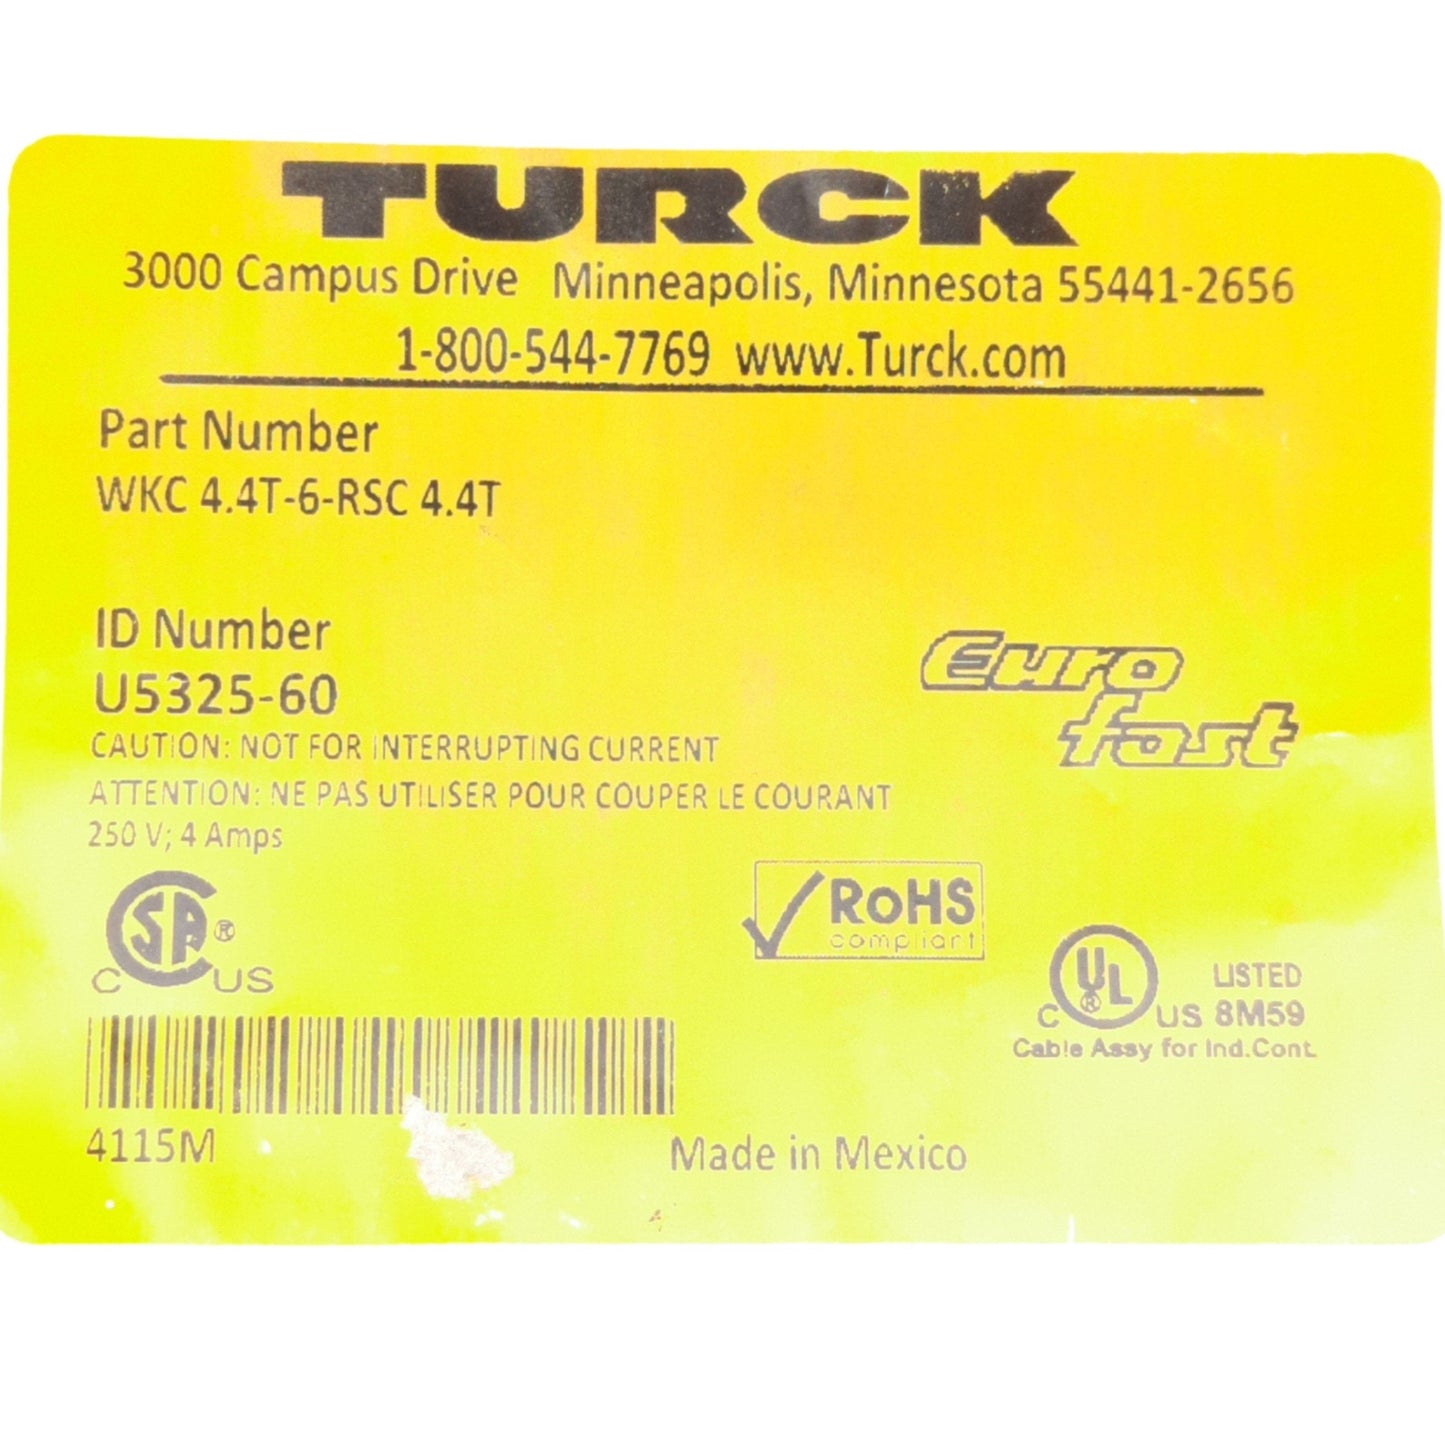 TURCK
3000 Campus Drive Minneapolis, Minnesota 55441-2656
1-800-544-7769 www.Turck.com
Part Number
WKC 4.4T-6-RSC 4.4T
ID Number
U5325-60
Euro
fast
CAUTION: NOT FOR INTERRUPTING CURRENT
ATTENTION: NE PAS UTILISER POUR COUPER LE COURANT
250 V; 4 Amps
C SA ® C US
RoHS
compliant
C UL ® US LISTED
8M59
Cable Assy for Ind.Cont.
4115M
Made in Mexico